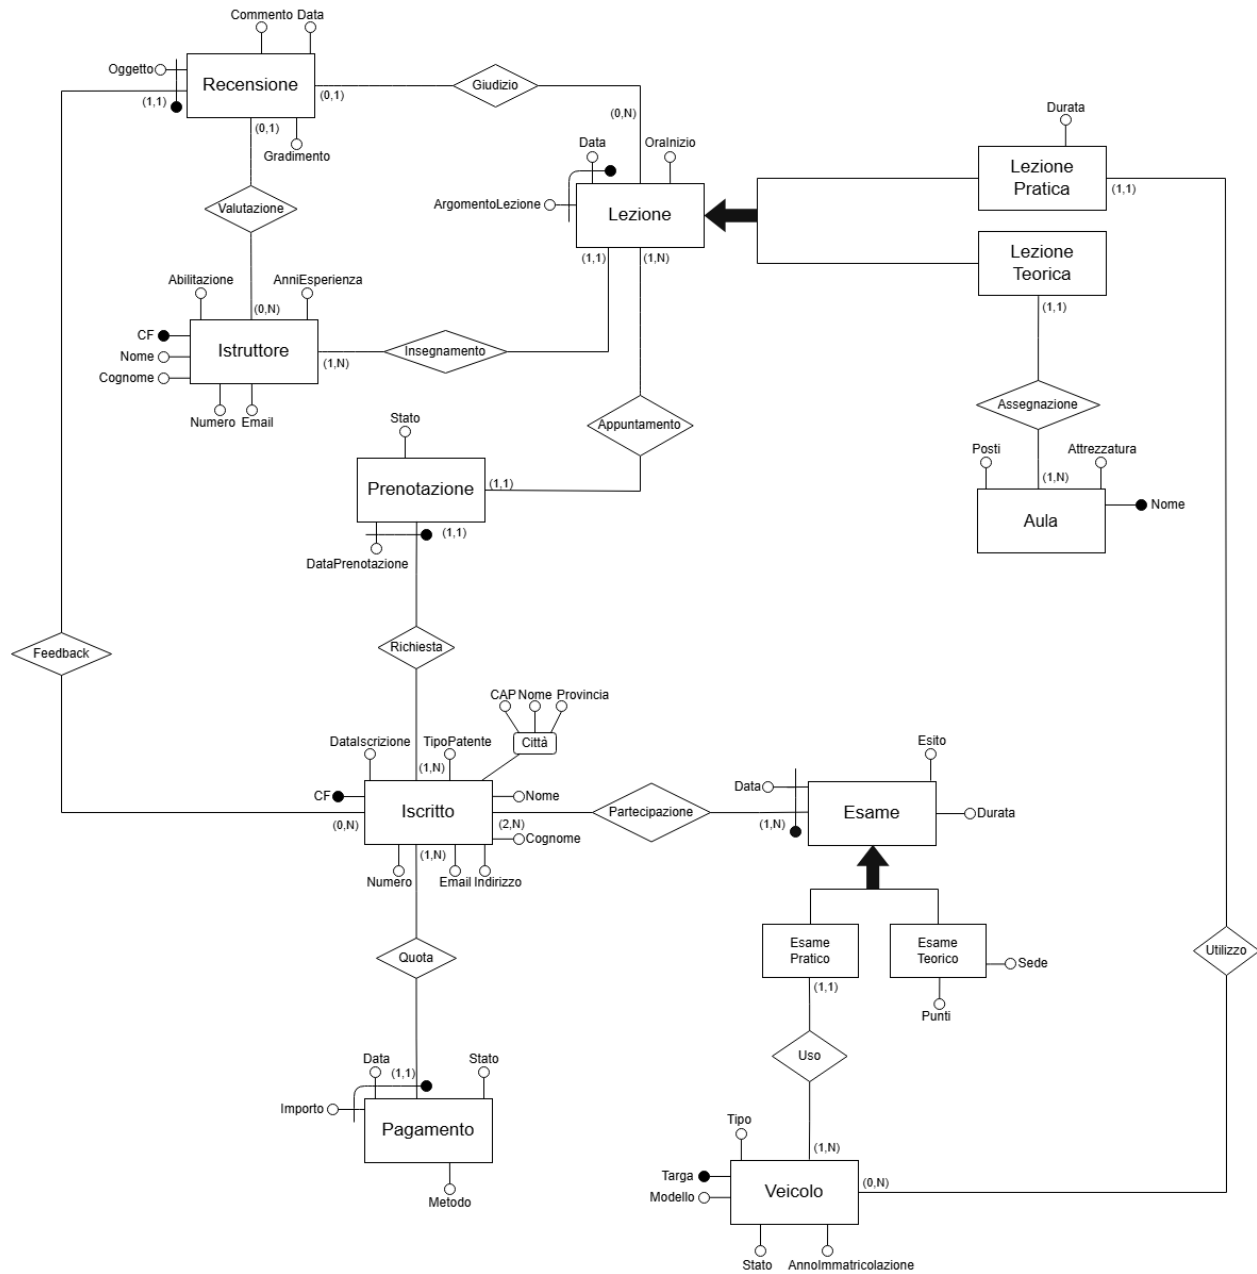 Commento Data
Oggetto
Recensione
(1,1)
(0,1)
(0,1)
Gradimento
Giudizio
(0,N)
Durata
Lezione
Pratica
(1,1)
Data
OraInizio
ArgomentoLezione
Lezione
(1,1)
(1,N)
Lezione
Teorica
(1,1)
Valutazione
Abilitazione
AnniEsperienza
(0,N)
CF
Nome
Cognome
Istruttore
(1,N)
Numero
Email
Insegnamento
Assegnazione
Stato
Appuntamento
Prenotazione
(1,1)
(1,1)
DataPrenotazione
Posti
Attrezzatura
(1,N)
Aula
Nome
Feedback
Richiesta
CAP Nome Provincia
Città
DataIscrizione
TipoPatente
(1,N)
CF
Iscritto
Nome
(0,N)
(2,N)
Cognome
(1,N)
Numero
Email
Indirizzo
Partecipazione
Esito
Data
Esame
Durata
(1,N)
Esame
Pratico
Esame
Teorico
Sede
(1,1)
Punti
Utilizzo
Quota
Uso
Data
Stato
(1,1)
Importo
Pagamento
Metodo
Tipo
(1,N)
Targa
Modello
Veicolo
(0,N)
Stato
AnnoImmatricolazione